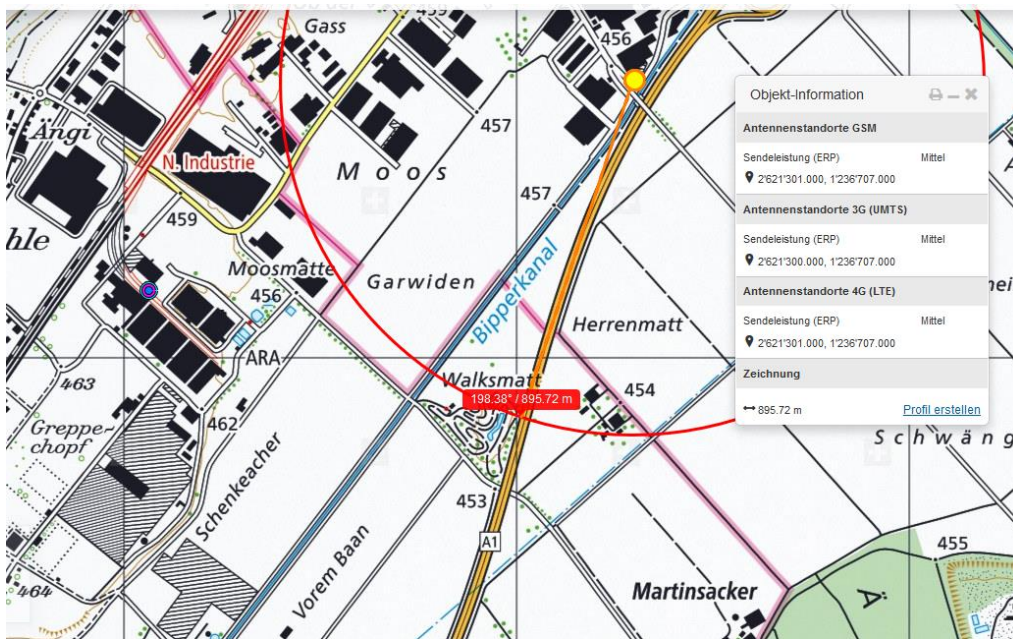 Gass
456
457
Ängi
N. Industrie
Moos
457
459
hle
Moosmatte
456
Garwiden
Bipperkanal
Herrenmatt
ARA
Walksmatt
198.38° / 895.72 m
454
463
462
Greppe-
chopf
Schenkeacher
453
A1
Vorem Baan
Martinsacker
455
Ä
464
Schwäng
Objekt-Information
Antennenstandorte GSM
Sendeleistung (ERP) Mittel
2'621'301.000, 1'236'707.000
Antennenstandorte 3G (UMTS)
Sendeleistung (ERP) Mittel
2'621'300.000, 1'236'707.000
Antennenstandorte 4G (LTE)
Sendeleistung (ERP) Mittel
2'621'301.000, 1'236'707.000
Zeichnung
895.72 m Profil erstellen